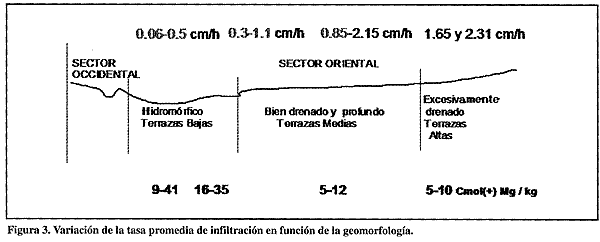 0.06-0.5 cm/h 0.3-1.1 cm/h 0.85-2.15 cm/h 1.65 y 2.31 cm/h
SECTOR OCCIDENTAL
SECTOR ORIENTAL
Hidromórfico
Terrazas Bajas
Bien drenado y profundo
Terrazas Medias
Excesivamente
drenado
Terrazas
Altas
9-41 16-35 5-12 5-10 Cmol(+) Mg / kg
Figura 3. Variación de la tasa promedia de infiltración en función de la geomorfología.